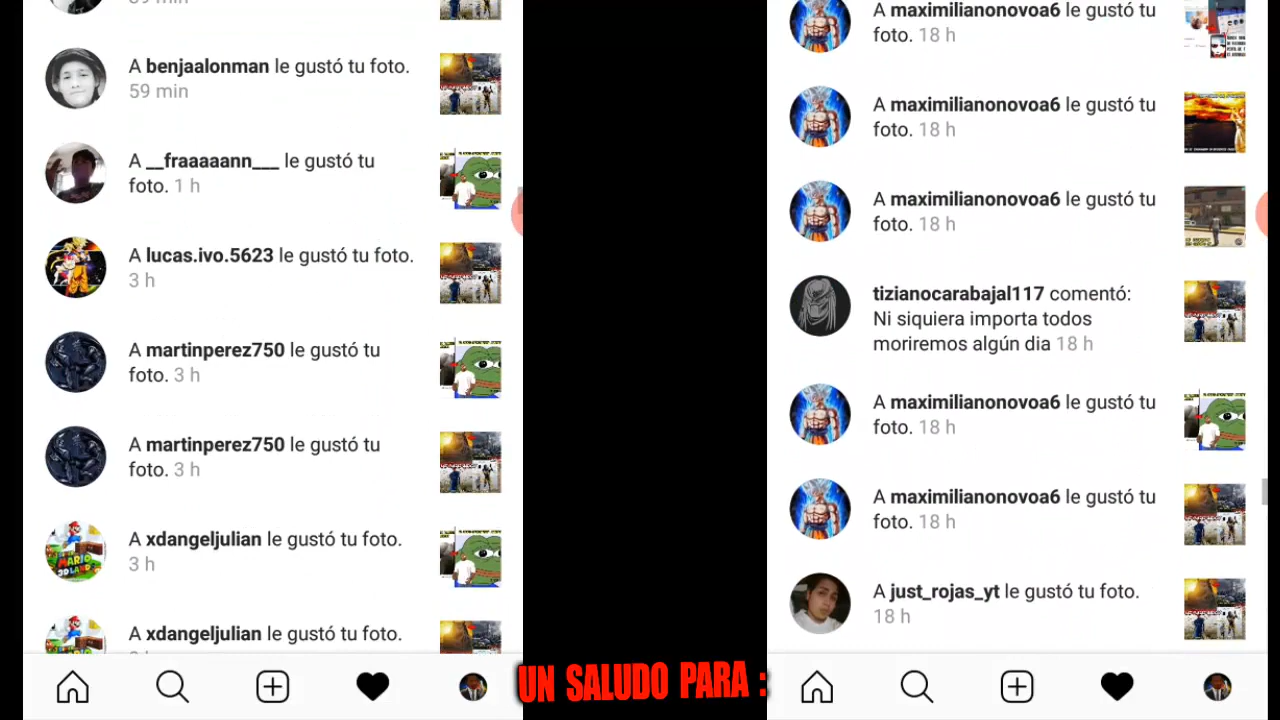 A benjaalonman le gustó tu foto.
59 min
A __fraaaaann___ le gustó tu
foto. 1 h
A lucas.ivo.5623 le gustó tu foto.
3 h
A martinperez750 le gustó tu
foto. 3 h
A martinperez750 le gustó tu
foto. 3 h
A xdangeljulian le gustó tu foto.
3 h
A xdangeljulian le gustó tu foto.
A maximilianonovoa6 le gustó tu
foto. 18 h
A maximilianonovoa6 le gustó tu
foto. 18 h
A maximilianonovoa6 le gustó tu
foto. 18 h
tizianocarabajal117 comentó:
Ni siquiera importa todos
moriremos algún dia 18 h
A maximilianonovoa6 le gustó tu
foto. 18 h
A maximilianonovoa6 le gustó tu
foto. 18 h
A just_rojas_yt le gustó tu foto.
18 h
UN SALUDO PARA :